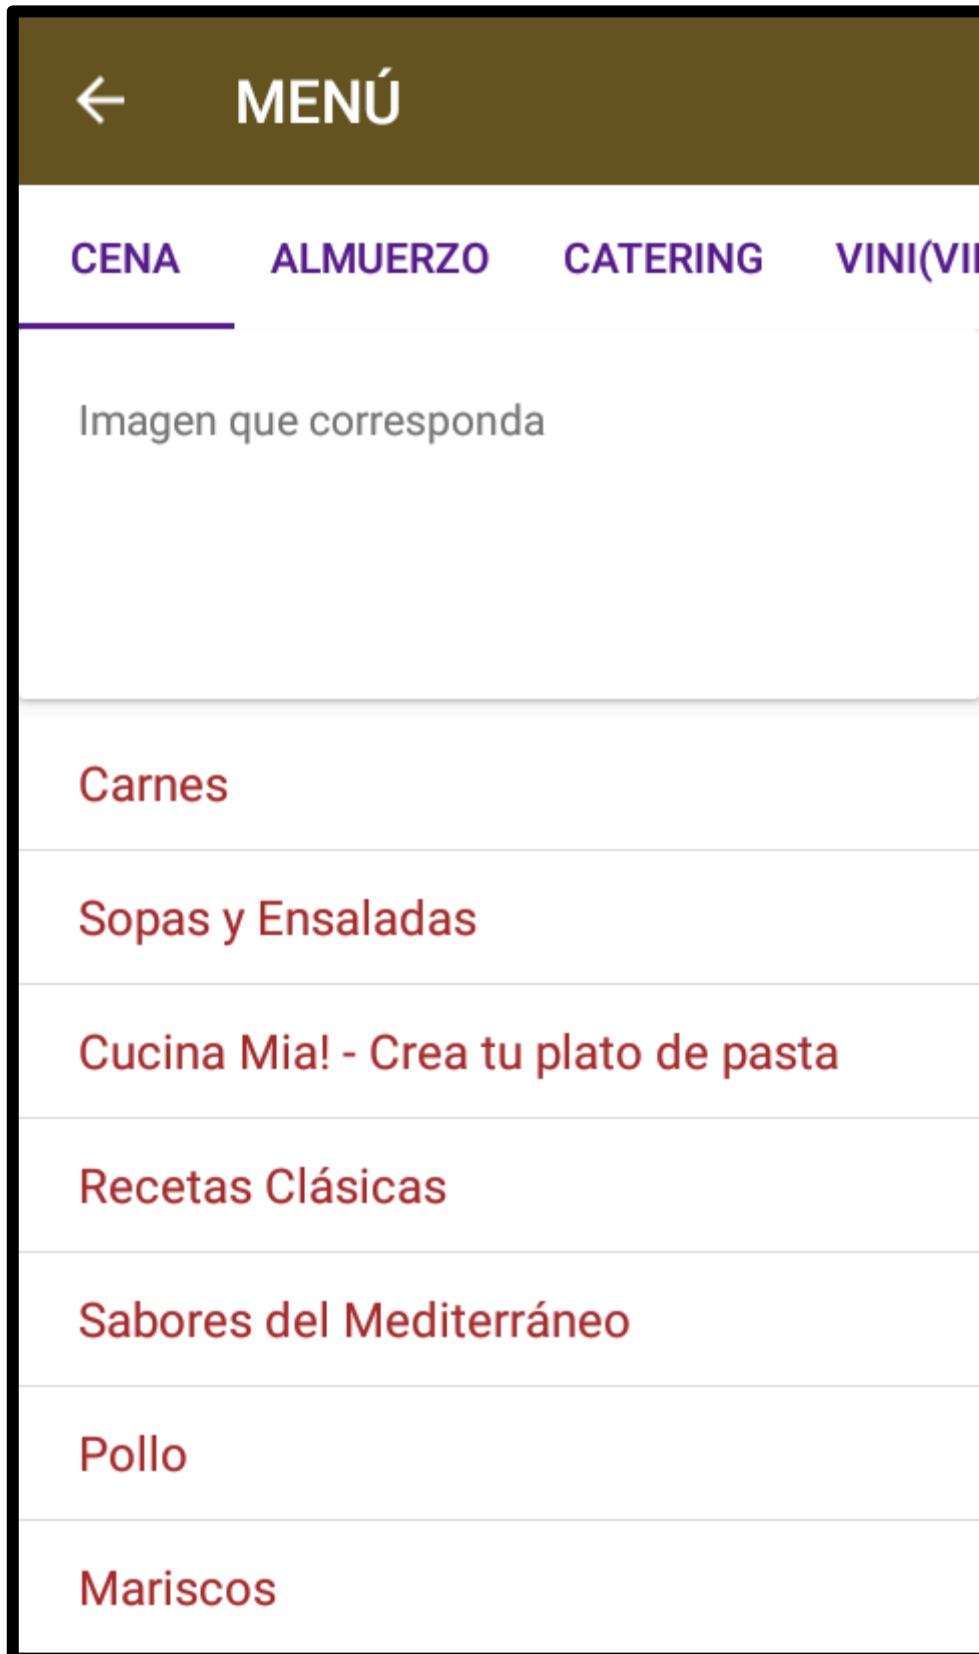 MENÚ
CENA ALMUERZO CATERING
Imagen que corresponda
Carnes
Sopas y Ensaladas
Cucina Mia! - Crea tu plato de pasta
Recetas Clásicas
Sabores del Mediterráneo
Pollo
Mariscos